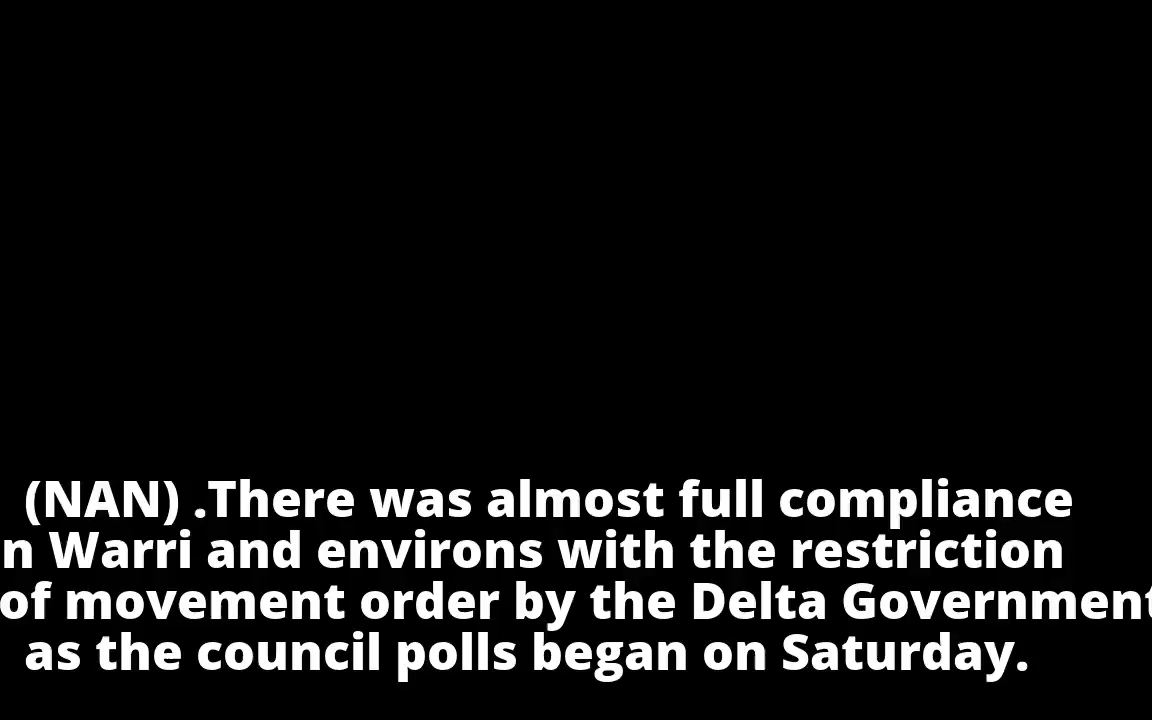 (NAN) .There was almost full compliance
n Warri and environs with the restriction
of movement order by the Delta Government
as the council polls began on Saturday.